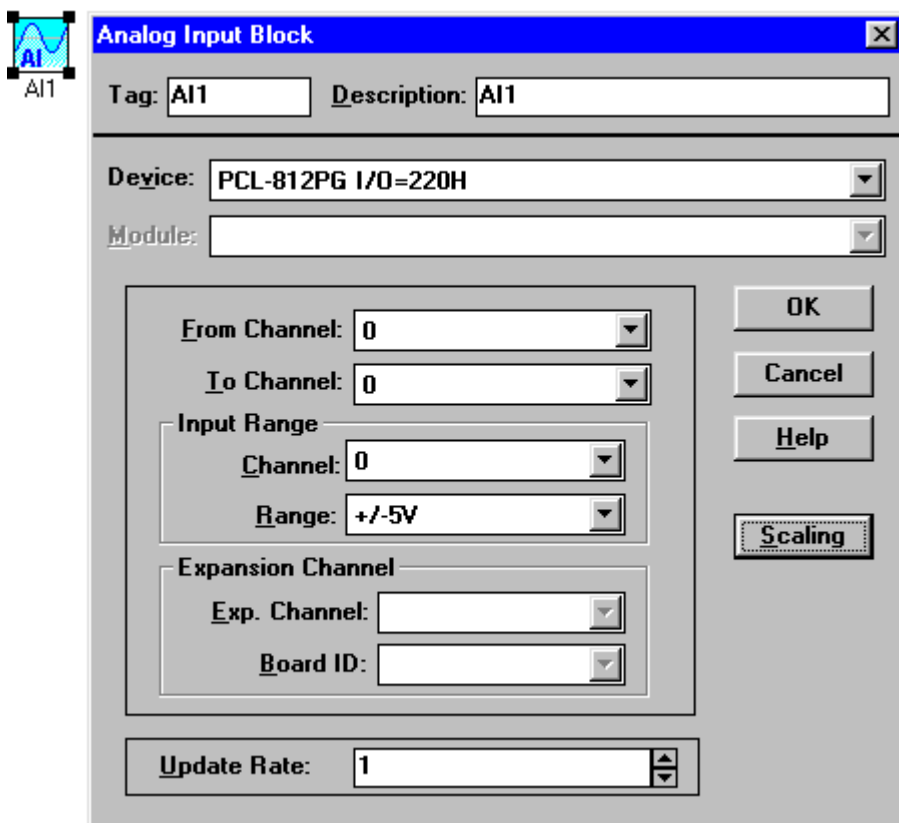 AI
AI1
Analog Input Block
Tag: AI1 Description: AI1
Device: PCL-812PG I/O=220H
Module:
From Channel: 0
To Channel: 0
Input Range
Channel: 0
Range: +/-5V
Expansion Channel
Exp. Channel:
Board ID:
Update Rate: 1
OK
Cancel
Help
Scaling